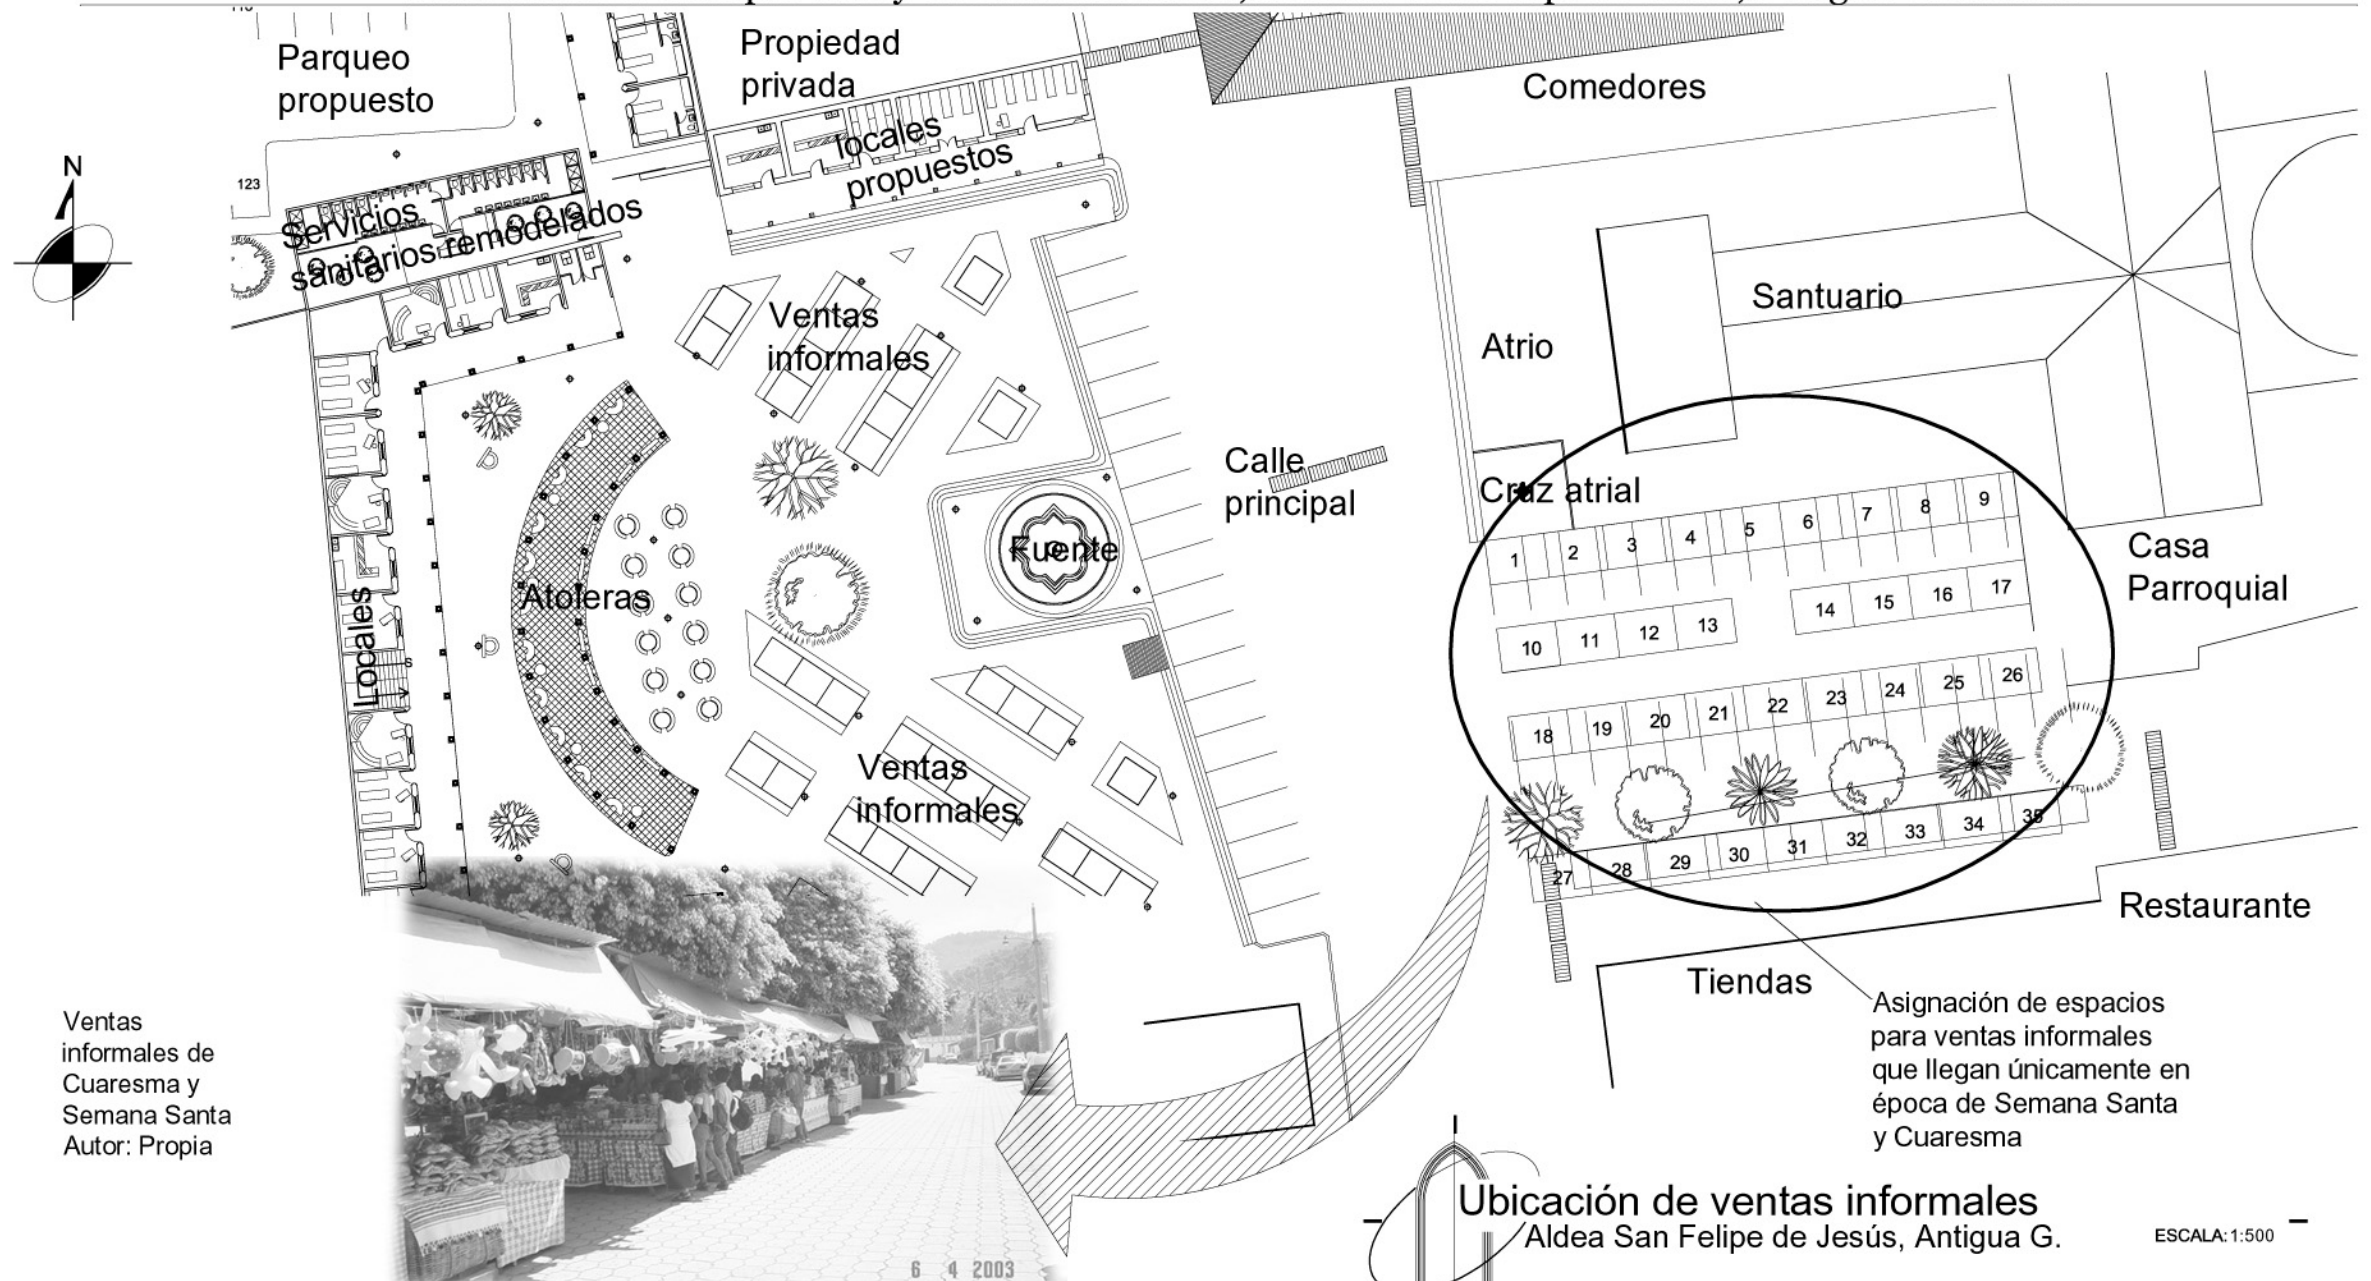 Parqueo
propuesto
Propiedad
privada
Comedores
locales
propuestos
N
123
Servicios
sanitarios remodelados
Ventas
informales
Santuario
Atrio
Calle
principal
Cruz atrial
Fuente
Atoleras
Locales
S
1 2 3 4 5 6 7 8 9
10 11 12 13 14 15 16 17
18 19 20 21 22 23 24 25 26
27 28 29 30 31 32 33 34 35
Casa
Parroquial
Ventas
informales
Restaurante
Tiendas
Asignación de espacios
para ventas informales
que llegan únicamente en
época de Semana Santa
y Cuaresma
Ventas
informales de
Cuaresma y
Semana Santa
Autor: Propia
6 4 2003
Ubicación de ventas informales
Aldea San Felipe de Jesús, Antigua G.
ESCALA: 1:500